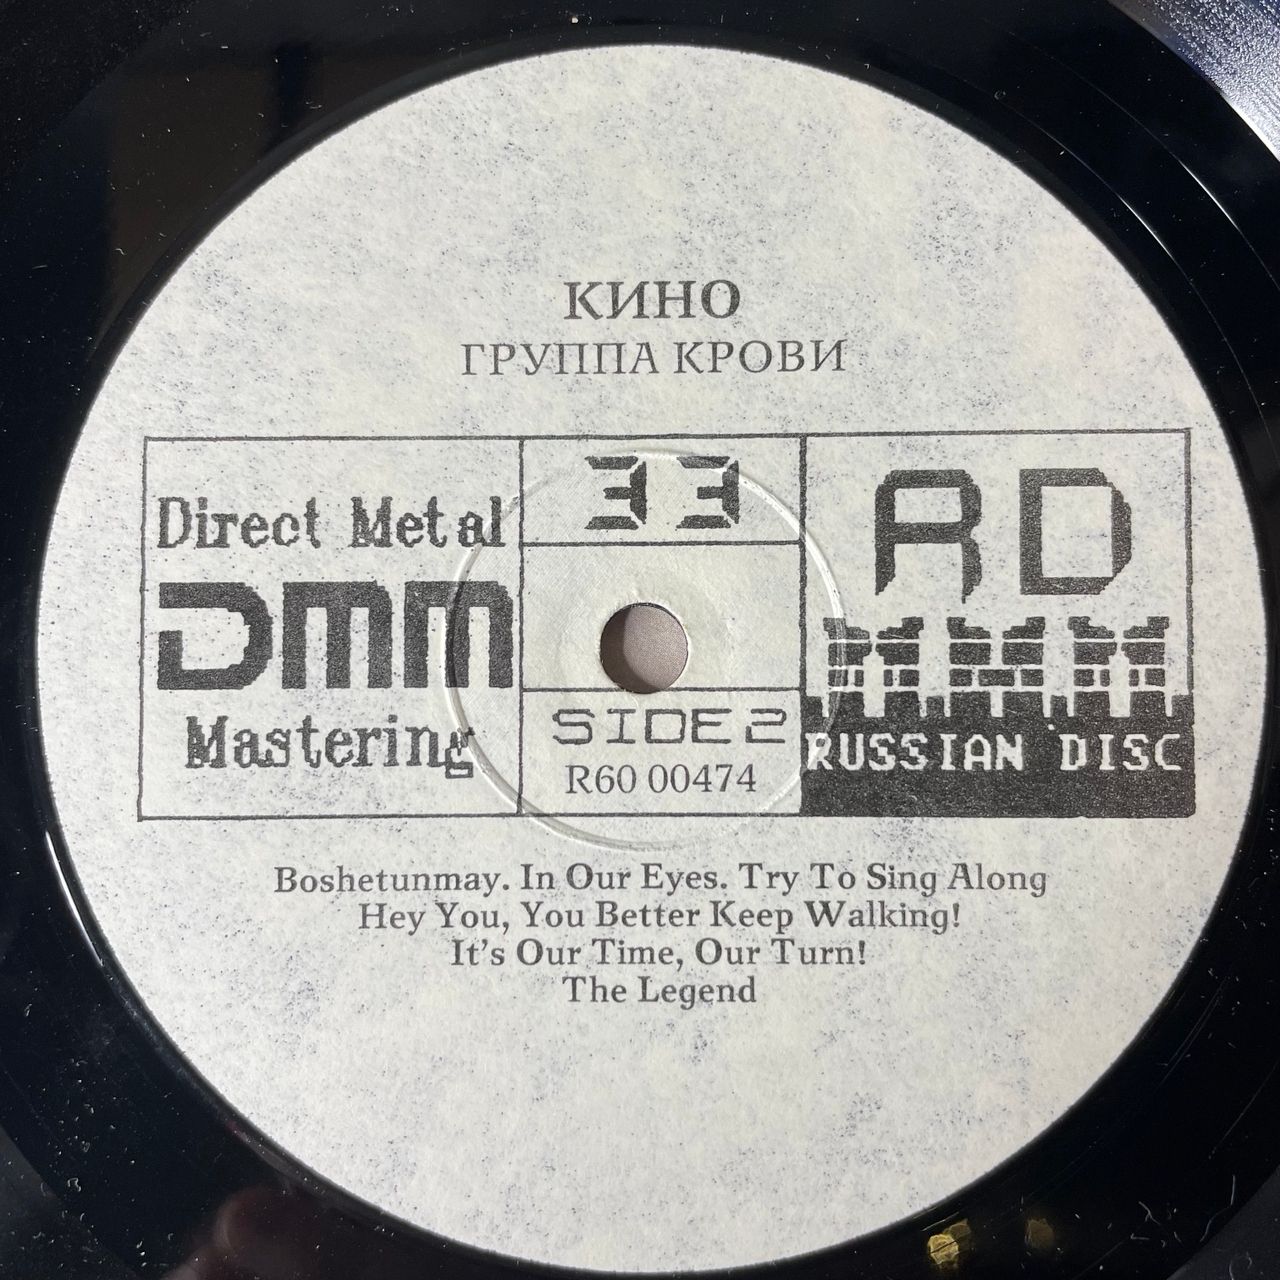 КИНО
ГРУППА КРОВИ
Direct Metal
DMM
Mastering
33
SIDE 2
R60 00474
RD
RUSSIAN DISC
Boshetunmay. In Our Eyes. Try To Sing Along
Hey You, You Better Keep Walking!
It's Our Time, Our Turn!
The Legend